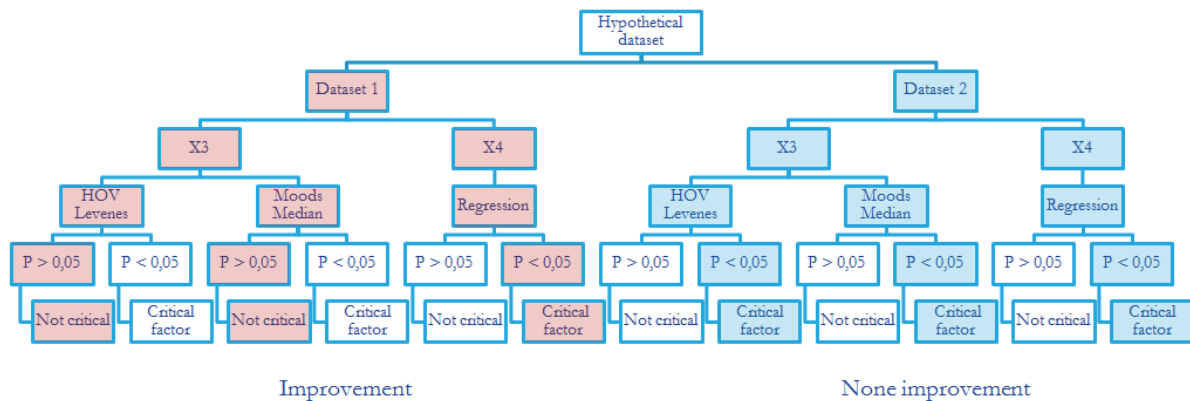 Hypothetical
dataset
Dataset 1
Dataset 2
X3
X4
X3
X4
HOV
Levenes
Moods
Median
Regression
HOV
Levenes
Moods
Median
Regression
P > 0,05
P < 0,05
P > 0,05
P < 0,05
P > 0,05
P < 0,05
P > 0,05
P < 0,05
P > 0,05
P < 0,05
P > 0,05
P < 0,05
Not critical
Critical
factor
Not critical
Critical
factor
Not critical
Critical
factor
Not critical
Critical
factor
Not critical
Critical
factor
Not critical
Critical
factor
Improvement
None improvement